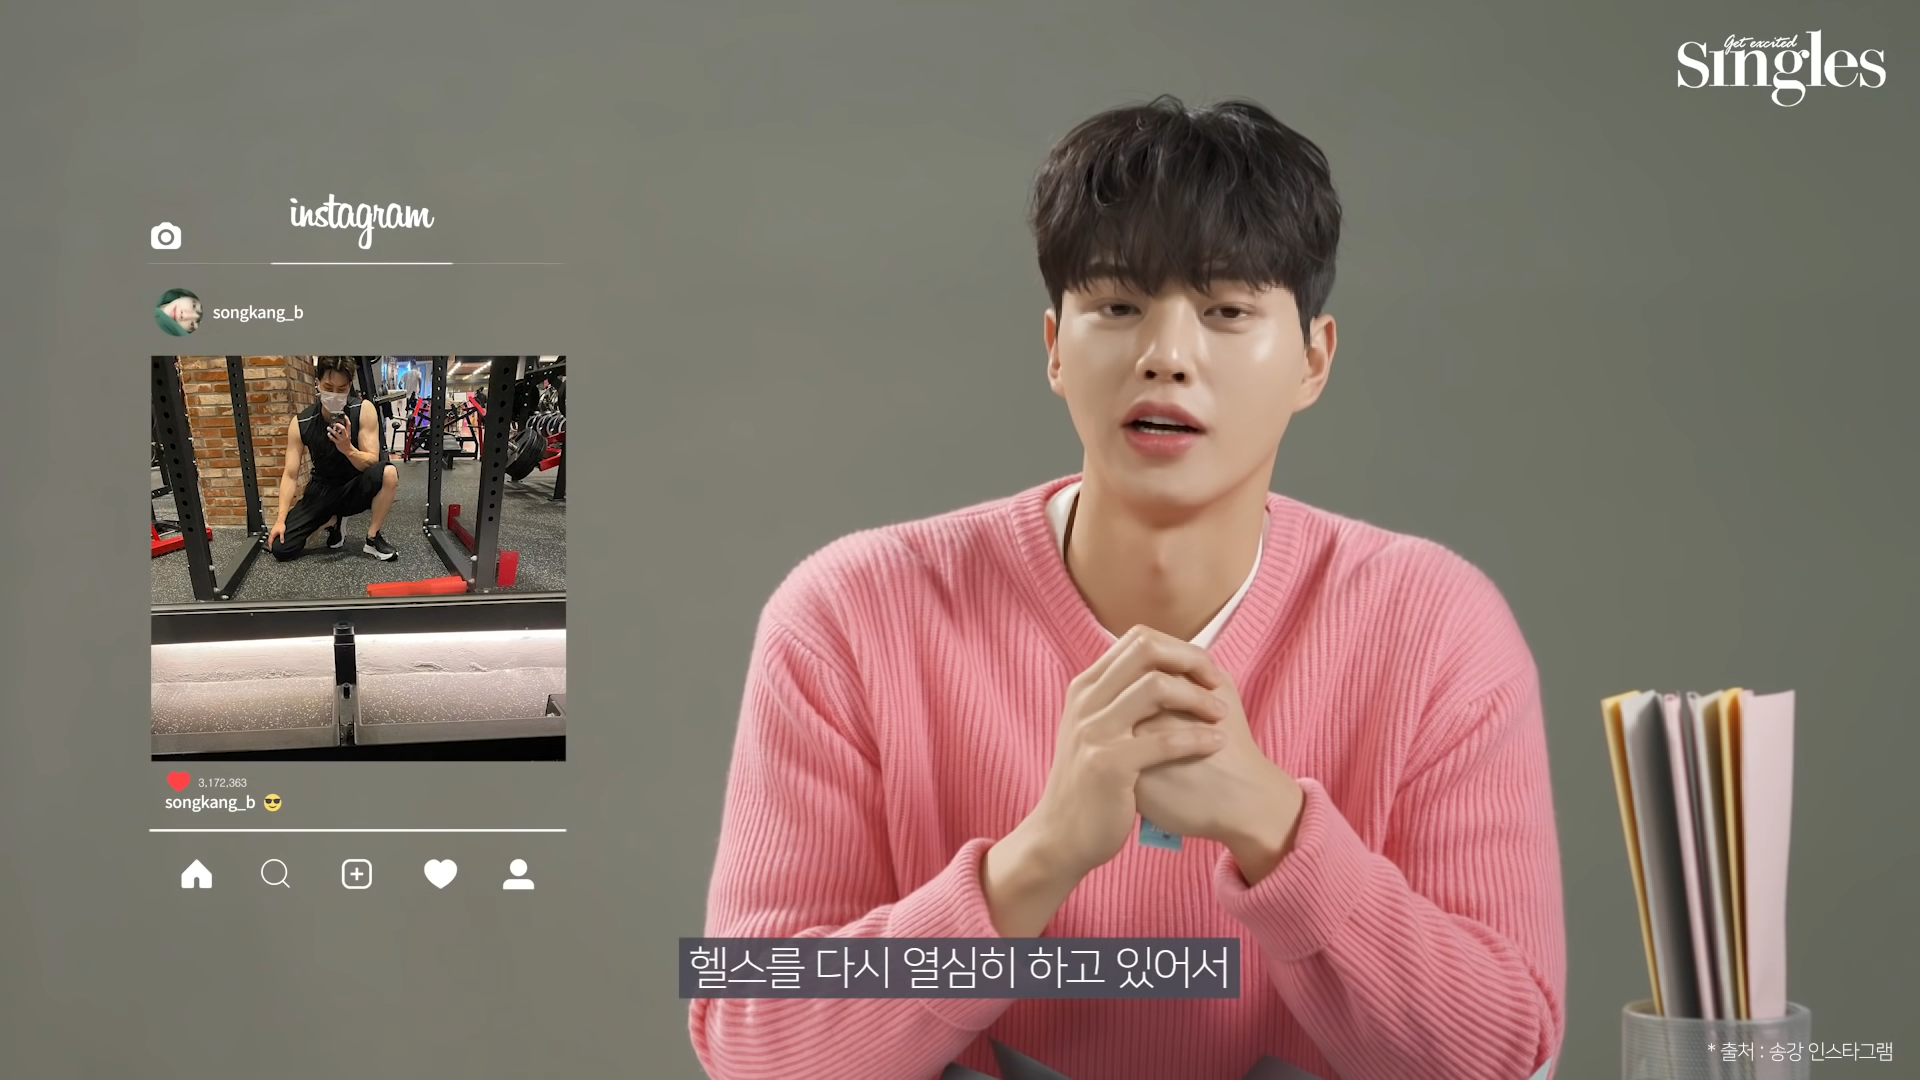 Get excited
Singles
instagram
songkang_b
3,172,363
songkang_b 😎
헬스를 다시 열심히 하고 있어서
* 출처 : 송강 인스타그램